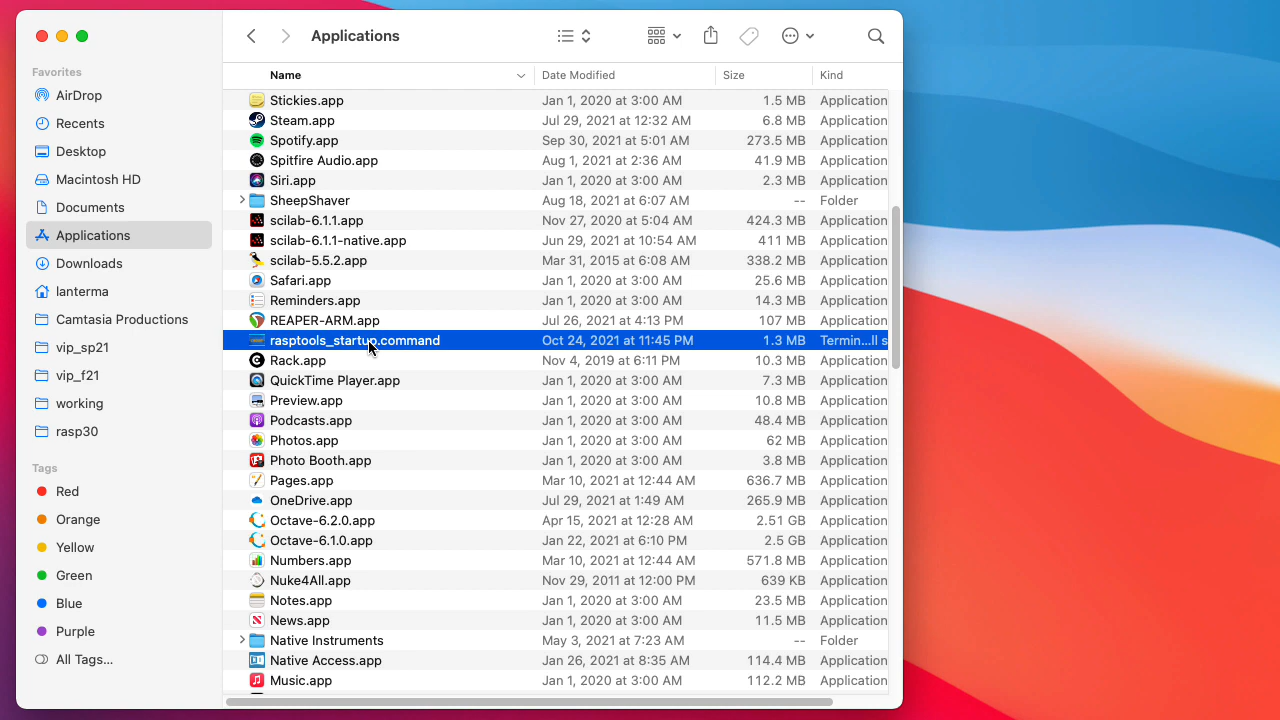 Applications
Favorites
AirDrop
Recents
Desktop
Macintosh HD
Documents
Applications
Downloads
lanterma
Camtasia Productions
vip_sp21
vip_f21
working
rasp30
Tags
Red
Orange
Yellow
Green
Blue
Purple
All Tags...
Name Date Modified Size Kind
Stickies.app Jan 1, 2020 at 3:00 AM 1.5 MB Application
Steam.app Jul 29, 2021 at 12:32 AM 6.8 MB Application
Spotify.app Sep 30, 2021 at 5:01 AM 273.5 MB Application
Spitfire Audio.app Aug 1, 2021 at 2:36 AM 41.9 MB Application
Siri.app Jan 1, 2020 at 3:00 AM 2.3 MB Application
SheepShaver Aug 18, 2021 at 6:07 AM -- Folder
scilab-6.1.1.app Nov 27, 2020 at 5:04 AM 424.3 MB Application
scilab-6.1.1-native.app Jun 29, 2021 at 10:54 AM 411 MB Application
scilab-5.5.2.app Mar 31, 2015 at 6:08 AM 338.2 MB Application
Safari.app Jan 1, 2020 at 3:00 AM 25.6 MB Application
Reminders.app Jan 1, 2020 at 3:00 AM 14.3 MB Application
REAPER-ARM.app Jul 26, 2021 at 4:13 PM 107 MB Application
rasptools_startup.command Oct 24, 2021 at 11:45 PM 1.3 MB Termin...ll s
Rack.app Nov 4, 2019 at 6:11 PM 10.3 MB Application
QuickTime Player.app Jan 1, 2020 at 3:00 AM 7.3 MB Application
Preview.app Jan 1, 2020 at 3:00 AM 10.8 MB Application
Podcasts.app Jan 1, 2020 at 3:00 AM 48.4 MB Application
Photos.app Jan 1, 2020 at 3:00 AM 62 MB Application
Photo Booth.app Jan 1, 2020 at 3:00 AM 3.8 MB Application
Pages.app Mar 10, 2021 at 12:44 AM 636.7 MB Application
OneDrive.app Jul 29, 2021 at 1:49 AM 265.9 MB Application
Octave-6.2.0.app Apr 15, 2021 at 12:28 AM 2.51 GB Application
Octave-6.1.0.app Jan 22, 2021 at 6:10 PM 2.5 GB Application
Numbers.app Mar 10, 2021 at 12:44 AM 571.8 MB Application
Nuke4All.app Nov 29, 2011 at 12:00 PM 639 KB Application
Notes.app Jan 1, 2020 at 3:00 AM 23.5 MB Application
News.app Jan 1, 2020 at 3:00 AM 11.5 MB Application
Native Instruments May 3, 2021 at 7:23 AM -- Folder
Native Access.app Jan 26, 2021 at 8:35 AM 114.4 MB Application
Music.app Jan 1, 2020 at 3:00 AM 112.2 MB Application